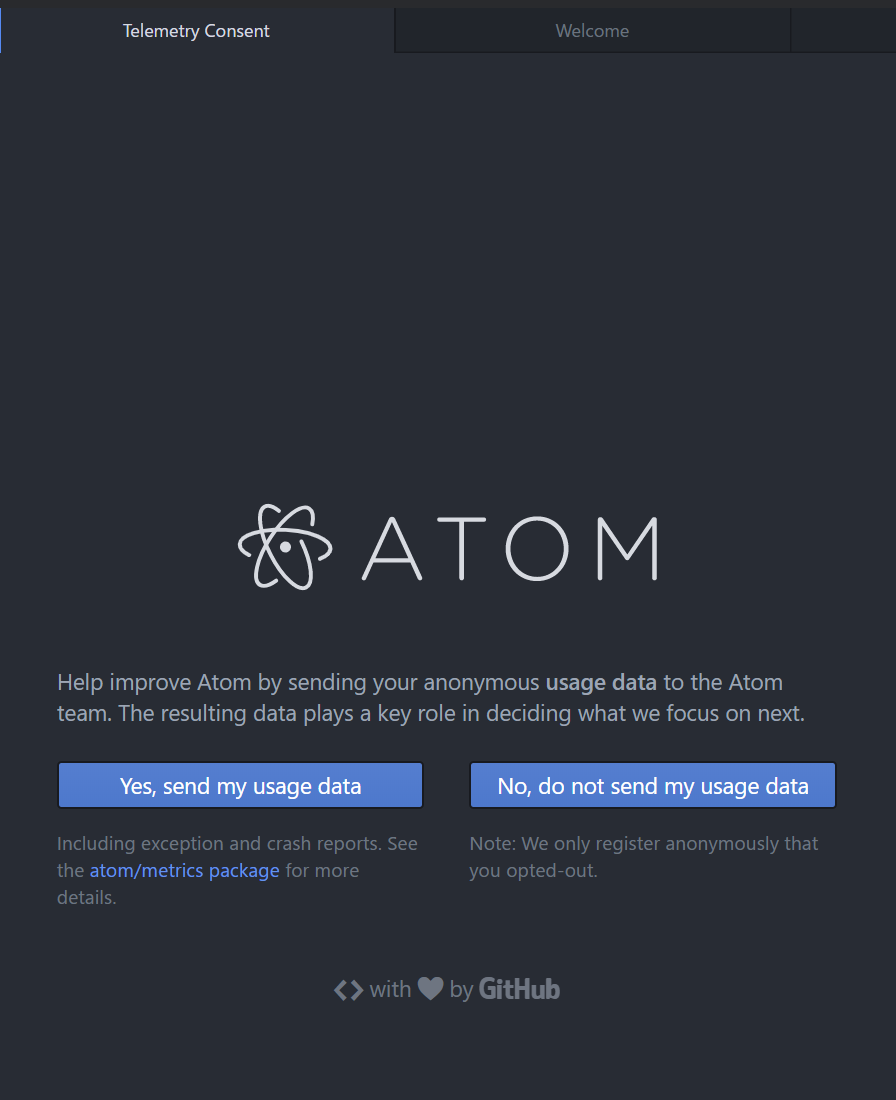 Telemetry Consent
Welcome
ATOM
Help improve Atom by sending your anonymous usage data to the Atom
team. The resulting data plays a key role in deciding what we focus on next.
Yes, send my usage data
No, do not send my usage data
Including exception and crash reports. See
the atom/metrics package for more
details.
Note: We only register anonymously that
you opted-out.
<> with ♥ by GitHub